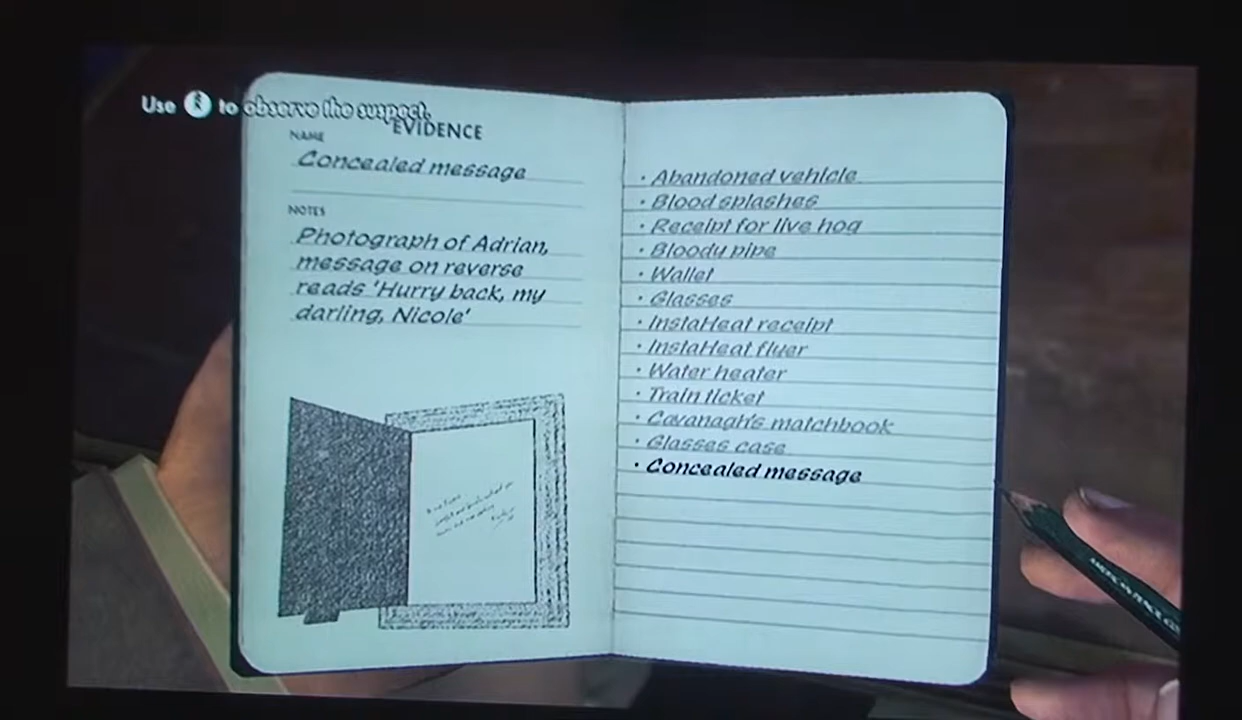 Use R to observe the suspect.
EVIDENCE
NAME
Concealed message
NOTES
Photograph of Adrian,
message on reverse
reads 'Hurry back, my
darling, Nicole'
· Abandoned vehicle
· Blood splashes
· Receipt for live hog
· Bloody pipe
· Wallet
· Glasses
· InstaHeat receipt
· InstaHeat flyer
· Water heater
· Train ticket
· Cavanagh's matchbook
· Glasses case
· Concealed message